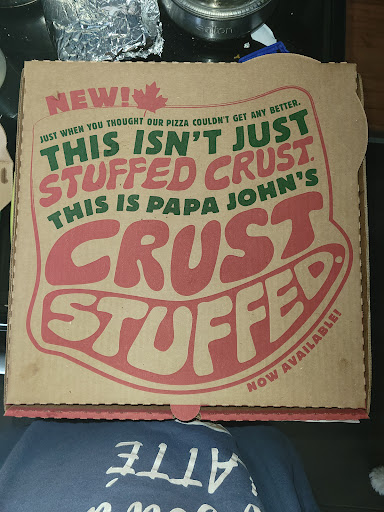 NEW!
JUST WHEN YOU THOUGHT OUR PIZZA COULDN'T GET ANY BETTER.
THIS ISN'T JUST
STUFFED CRUST.
THIS IS PAPA JOHN'S
CRUST
STUFFED.
NOW AVAILABLE!
ATTÉ